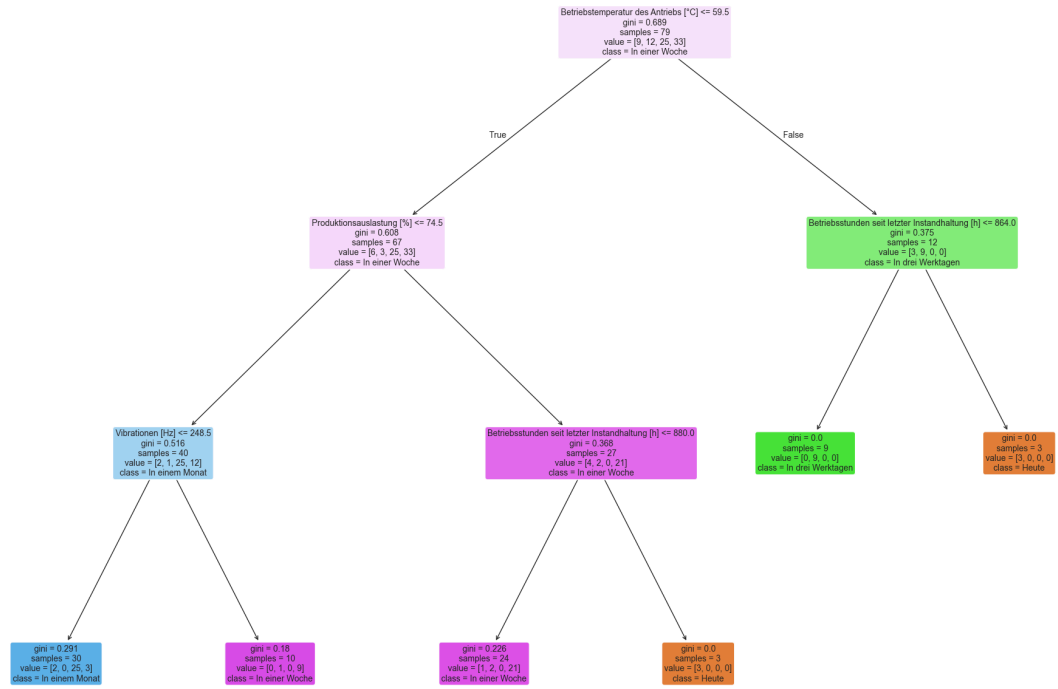 Betriebstemperatur des Antriebs [°C] <= 59.5
gini = 0.689
samples = 79
value = [9, 12, 25, 33]
class = In einer Woche
True
False
Produktionsauslastung [%] <= 74.5
gini = 0.608
samples = 67
value = [6, 3, 25, 33]
class = In einer Woche
Betriebsstunden seit letzter Instandhaltung [h] <= 864.0
gini = 0.375
samples = 12
value = [3, 9, 0, 0]
class = In drei Werktagen
Vibrationen [Hz] <= 248.5
gini = 0.516
samples = 40
value = [2, 1, 25, 12]
class = In einem Monat
Betriebsstunden seit letzter Instandhaltung [h] <= 880.0
gini = 0.368
samples = 27
value = [4, 2, 0, 21]
class = In einer Woche
gini = 0.0
samples = 9
value = [0, 9, 0, 0]
class = In drei Werktagen
gini = 0.0
samples = 3
value = [3, 0, 0, 0]
class = Heute
gini = 0.291
samples = 30
value = [2, 0, 25, 3]
class = In einem Monat
gini = 0.18
samples = 10
value = [0, 1, 0, 9]
class = In einer Woche
gini = 0.226
samples = 24
value = [1, 2, 0, 21]
class = In einer Woche
gini = 0.0
samples = 3
value = [3, 0, 0, 0]
class = Heute